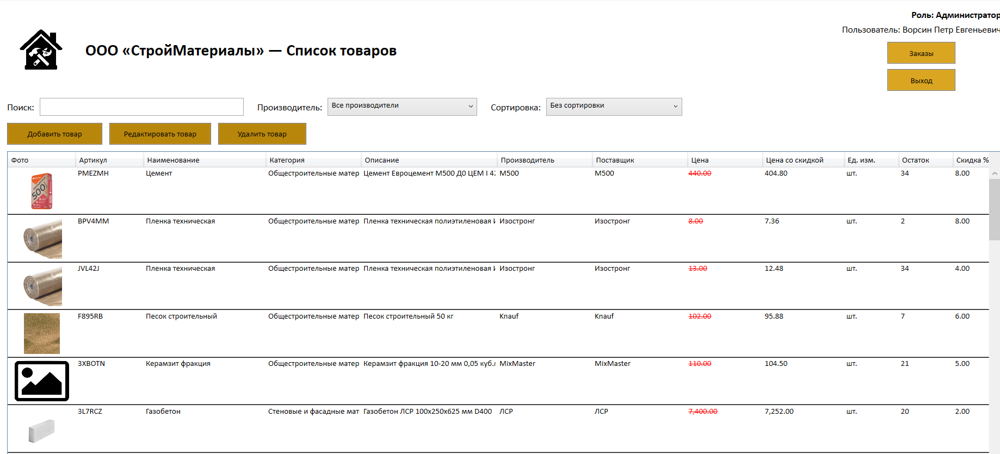 Роль: Администратор
Пользователь: Ворсин Петр Евгеньевич
ООО «СтройМатериалы» — Список товаров
Заказы
Выход
Поиск: Производитель: Все производители Сортировка: Без сортировки
Добавить товар Редактировать товар Удалить товар
Фото Артикул Наименование Категория Описание Производитель Поставщик Цена Цена со скидкой Ед. изм. Остаток Скидка %
PMEZMH Цемент Общестроительные матер Цемент Евроцемент М500 Д0 ЦЕМ I 42 М500 М500 440.00 404.80 шт. 34 8.00
BPV4MM Пленка техническая Общестроительные матер Пленка техническая полиэтиленовая И Изостронг Изостронг 8.00 7.36 шт. 2 8.00
JVL42J Пленка техническая Общестроительные матер Пленка техническая полиэтиленовая И Изостронг Изостронг 13.00 12.48 шт. 34 4.00
F895RB Песок строительный Общестроительные матер Песок строительный 50 кг Knauf Knauf 102.00 95.88 шт. 7 6.00
3XBOTN Керамзит фракция Общестроительные матер Керамзит фракция 10-20 мм 0,05 куб.м MixMaster MixMaster 110.00 104.50 шт. 21 5.00
3L7RCZ Газобетон Стеновые и фасадные мат Газобетон ЛСР 100х250х625 мм D400 ЛСР ЛСР 7,400.00 7,252.00 шт. 20 2.00